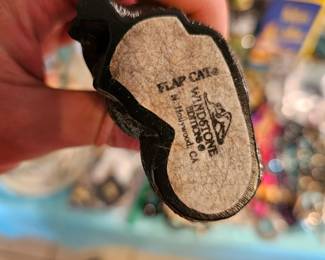 FLAP CAT®
WINDSTONE
EDITIONS®
N. Hollywood, CA